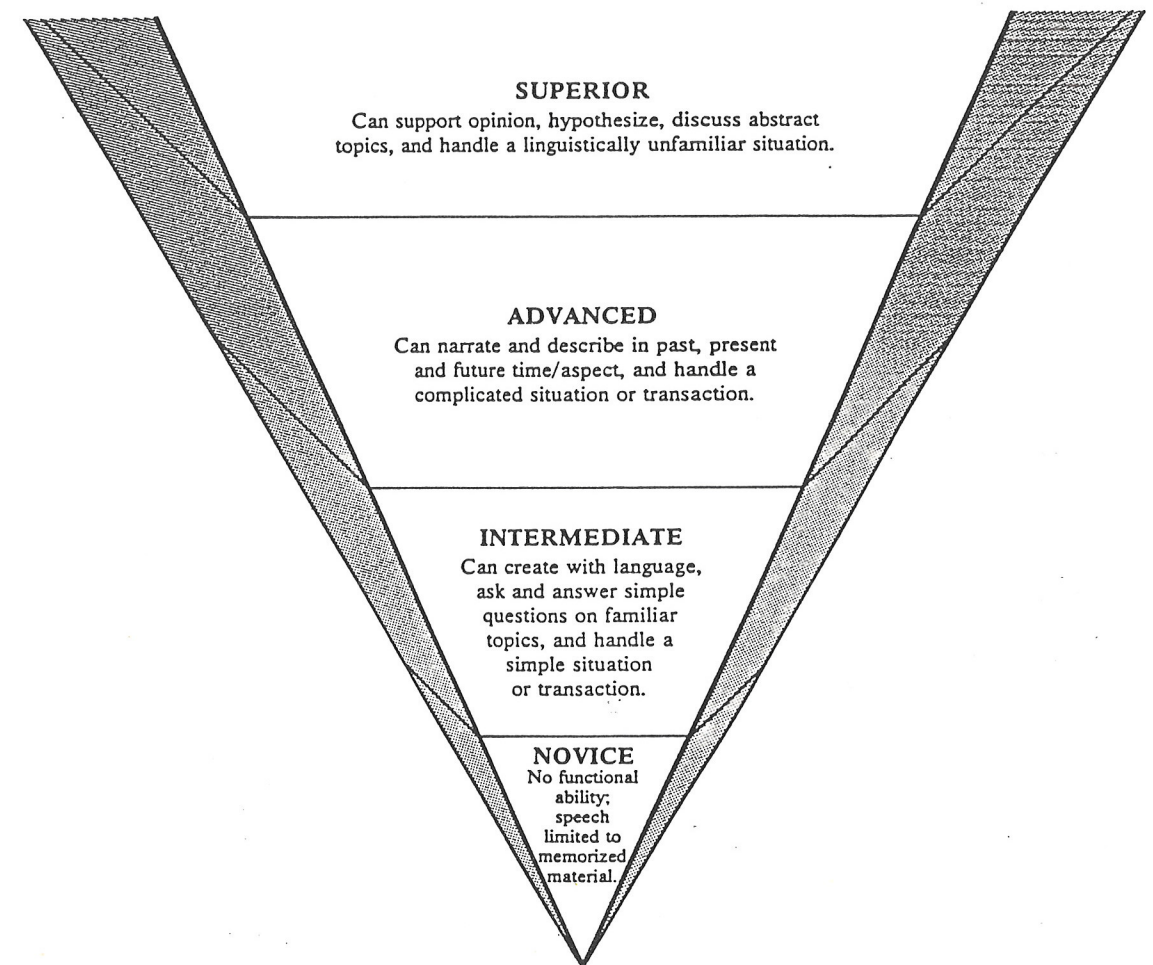 SUPERIOR
Can support opinion, hypothesize, discuss abstract
topics, and handle a linguistically unfamiliar situation.
ADVANCED
Can narrate and describe in past, present
and future time/aspect, and handle a
complicated situation or transaction.
INTERMEDIATE
Can create with language,
ask and answer simple
questions on familiar
topics, and handle a
simple situation
or transaction.
NOVICE
No functional
ability;
speech
limited to
memorized
material.